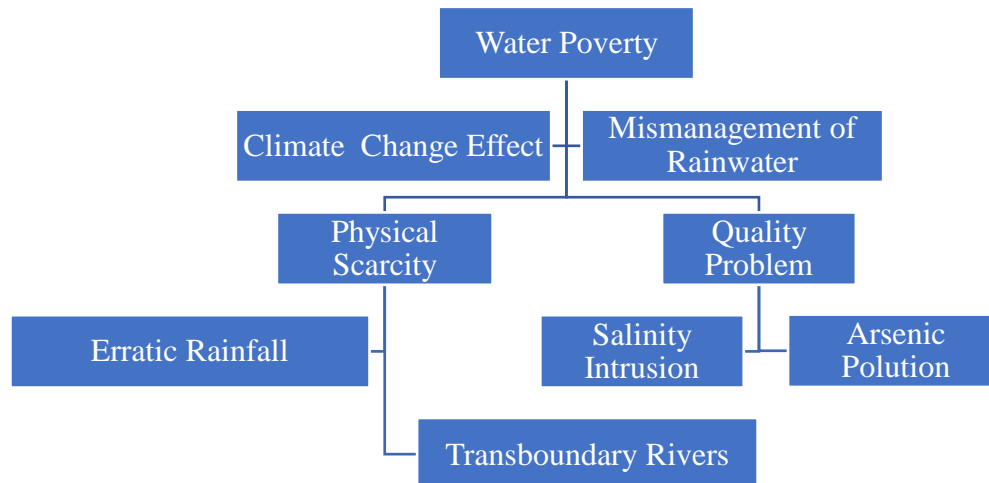 Water Poverty
Climate Change Effect
Mismanagement of
Rainwater
Physical
Scarcity
Quality
Problem
Erratic Rainfall
Salinity
Intrusion
Arsenic
Polution
Transboundary Rivers